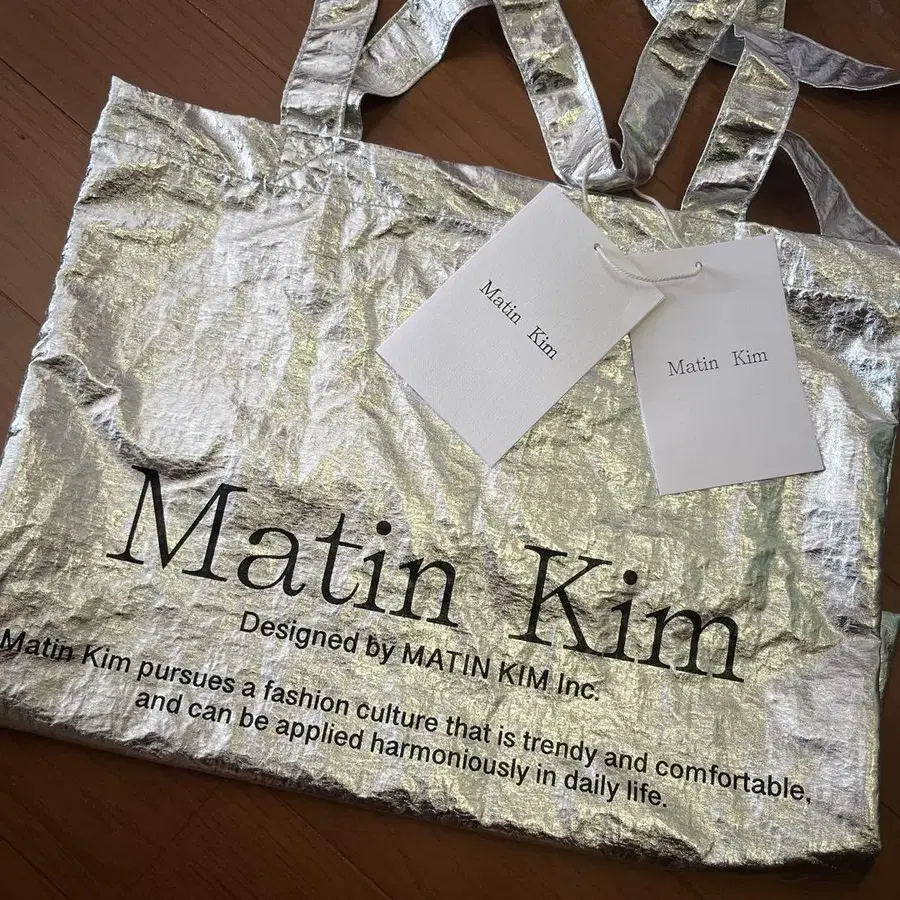 Matin Kim
Matin Kim
Matin Kim
Designed by MATIN KIM Inc.
Matin Kim pursues a fashion culture that is trendy and comfortable,
and can be applied harmoniously in daily life.